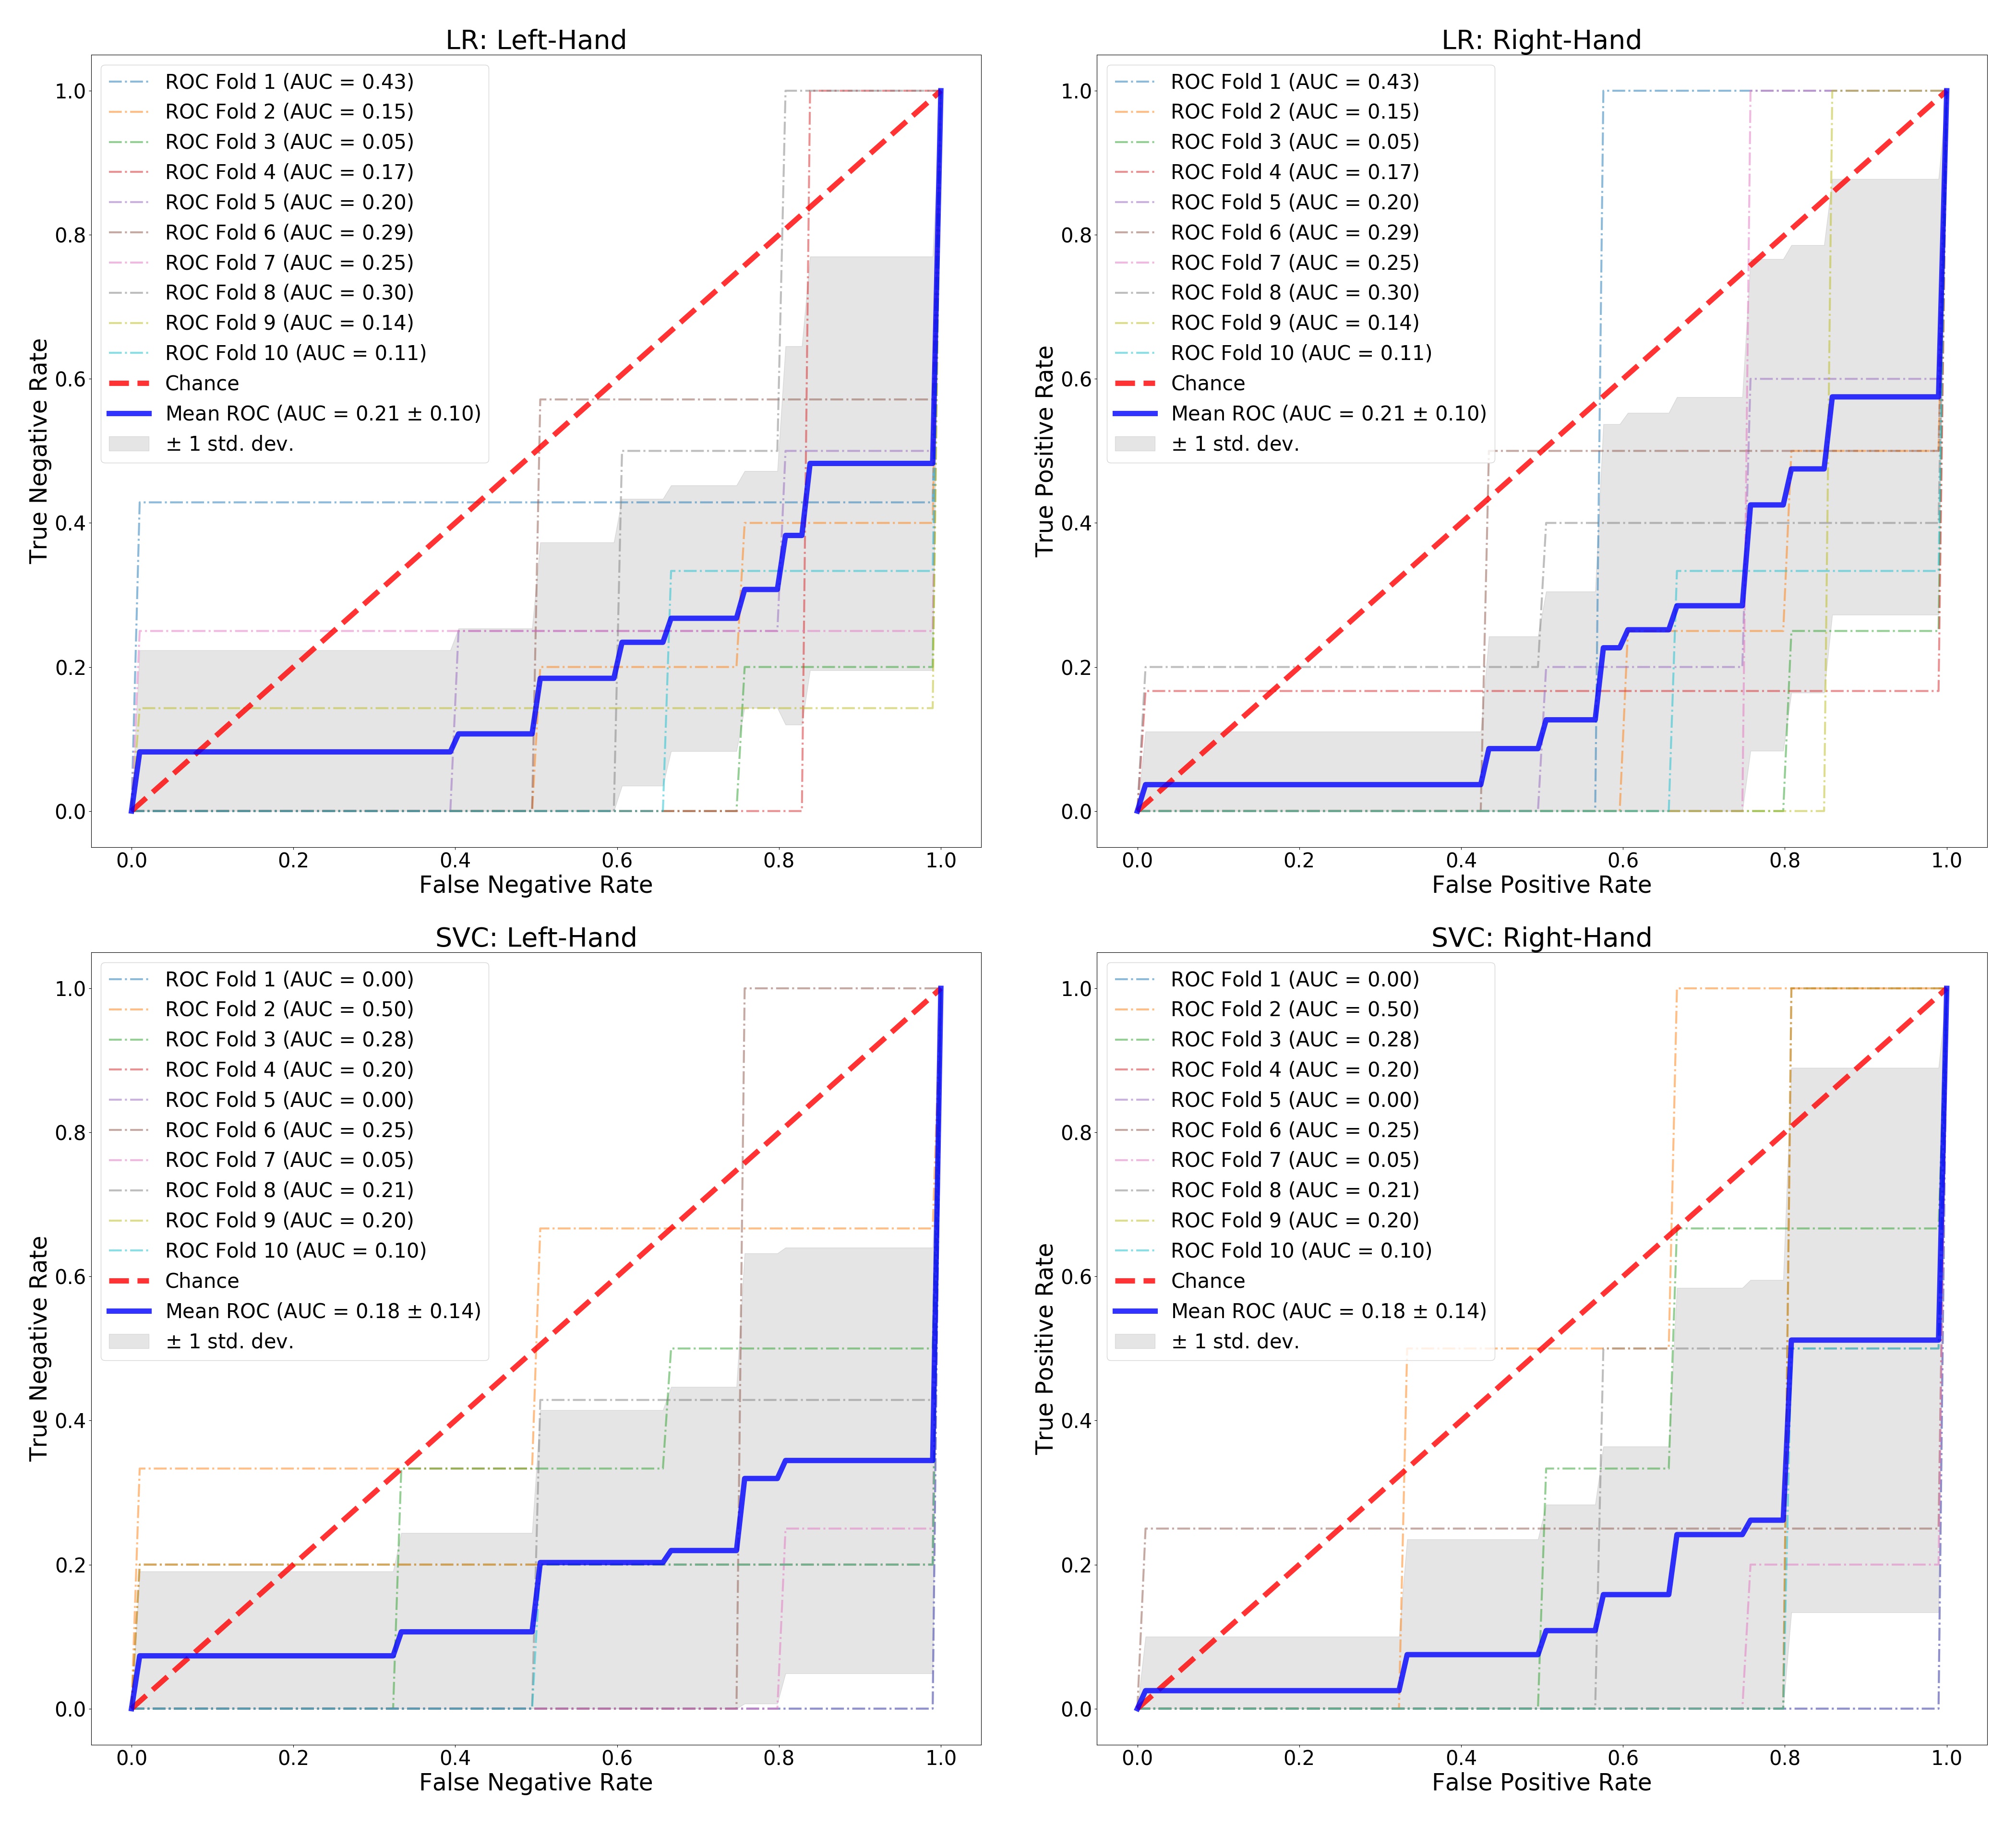 LR: Left-Hand
ROC Fold 1 (AUC = 0.43)
ROC Fold 2 (AUC = 0.15)
ROC Fold 3 (AUC = 0.05)
ROC Fold 4 (AUC = 0.17)
ROC Fold 5 (AUC = 0.20)
ROC Fold 6 (AUC = 0.29)
ROC Fold 7 (AUC = 0.25)
ROC Fold 8 (AUC = 0.30)
ROC Fold 9 (AUC = 0.14)
ROC Fold 10 (AUC = 0.11)
Chance
Mean ROC (AUC = 0.21 ± 0.10)
± 1 std. dev.
1.0
0.8
0.6
0.4
0.2
0.0
True Negative Rate
0.0 0.2 0.4 0.6 0.8 1.0
False Negative Rate
LR: Right-Hand
ROC Fold 1 (AUC = 0.43)
ROC Fold 2 (AUC = 0.15)
ROC Fold 3 (AUC = 0.05)
ROC Fold 4 (AUC = 0.17)
ROC Fold 5 (AUC = 0.20)
ROC Fold 6 (AUC = 0.29)
ROC Fold 7 (AUC = 0.25)
ROC Fold 8 (AUC = 0.30)
ROC Fold 9 (AUC = 0.14)
ROC Fold 10 (AUC = 0.11)
Chance
Mean ROC (AUC = 0.21 ± 0.10)
± 1 std. dev.
1.0
0.8
0.6
0.4
0.2
0.0
True Positive Rate
0.0 0.2 0.4 0.6 0.8 1.0
False Positive Rate
SVC: Left-Hand
ROC Fold 1 (AUC = 0.00)
ROC Fold 2 (AUC = 0.50)
ROC Fold 3 (AUC = 0.28)
ROC Fold 4 (AUC = 0.20)
ROC Fold 5 (AUC = 0.00)
ROC Fold 6 (AUC = 0.25)
ROC Fold 7 (AUC = 0.05)
ROC Fold 8 (AUC = 0.21)
ROC Fold 9 (AUC = 0.20)
ROC Fold 10 (AUC = 0.10)
Chance
Mean ROC (AUC = 0.18 ± 0.14)
± 1 std. dev.
1.0
0.8
0.6
0.4
0.2
0.0
True Negative Rate
0.0 0.2 0.4 0.6 0.8 1.0
False Negative Rate
SVC: Right-Hand
ROC Fold 1 (AUC = 0.00)
ROC Fold 2 (AUC = 0.50)
ROC Fold 3 (AUC = 0.28)
ROC Fold 4 (AUC = 0.20)
ROC Fold 5 (AUC = 0.00)
ROC Fold 6 (AUC = 0.25)
ROC Fold 7 (AUC = 0.05)
ROC Fold 8 (AUC = 0.21)
ROC Fold 9 (AUC = 0.20)
ROC Fold 10 (AUC = 0.10)
Chance
Mean ROC (AUC = 0.18 ± 0.14)
± 1 std. dev.
1.0
0.8
0.6
0.4
0.2
0.0
True Positive Rate
0.0 0.2 0.4 0.6 0.8 1.0
False Positive Rate